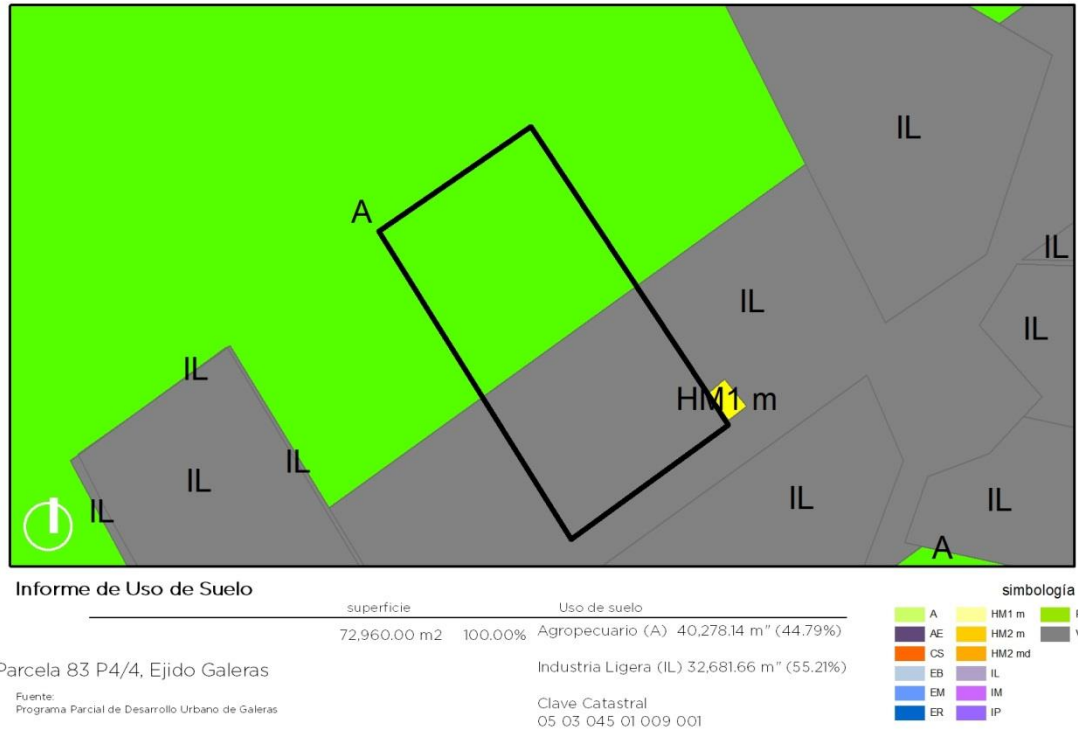 IL
A
IL
IL
IL
IL
HM1 m
IL
IL
IL
IL
IL
IL
A
Informe de Uso de Suelo
simbología
superficie
Uso de suelo
72,960.00 m2 100.00% Agropecuario (A) 40,278.14 m" (44.79%)
Parcela 83 P4/4, Ejido Galeras
Industria Ligera (IL) 32,681.66 m" (55.21%)
Fuente:
Programa Parcial de Desarrollo Urbano de Galeras
Clave Catastral
05 03 045 01 009 001
A HM1 m
AE HM2 m
CS HM2 md
EB IL
EM IM
ER IP